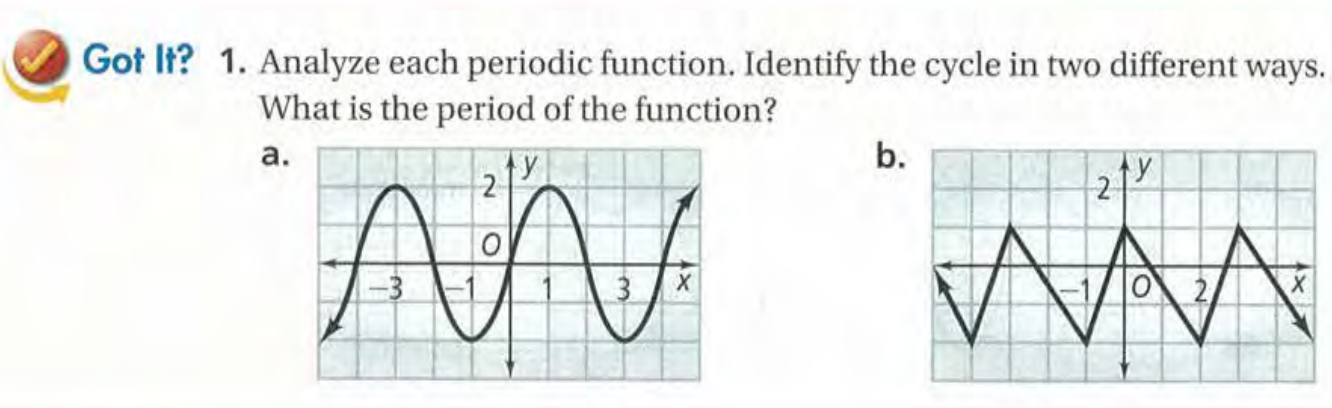 Got It? 1. Analyze each periodic function. Identify the cycle in two different ways.
What is the period of the function?
a.
b.
y
2
O
−3
−1
1
3
x
y
2
−1
O
2
x